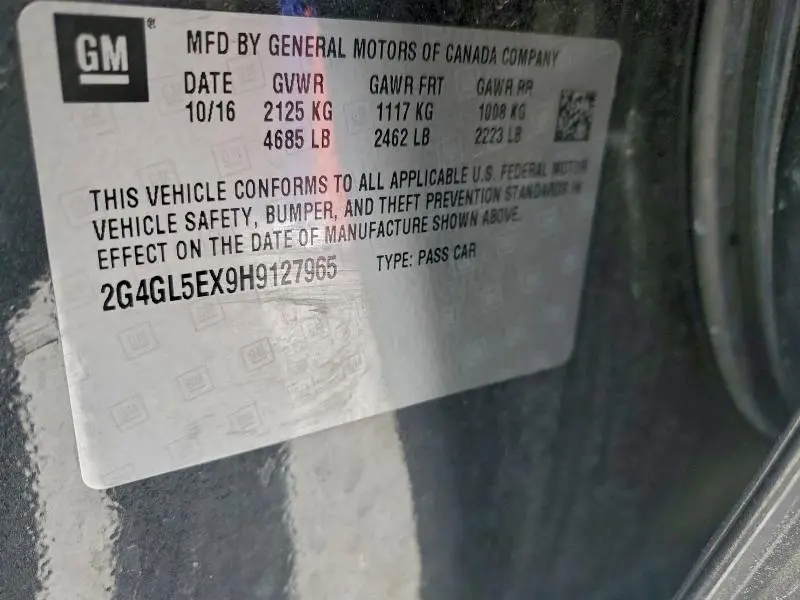 GM
MFD BY GENERAL MOTORS OF CANADA COMPANY
DATE GVWR GAWR FRT GAWR RR
10/16 2125 KG 1117 KG 1008 KG
4685 LB 2462 LB 2223 LB
THIS VEHICLE CONFORMS TO ALL APPLICABLE U.S. FEDERAL MOTOR
VEHICLE SAFETY, BUMPER, AND THEFT PREVENTION STANDARDS IN
EFFECT ON THE DATE OF MANUFACTURE SHOWN ABOVE.
2G4GL5EX9H9127965 TYPE: PASS CAR